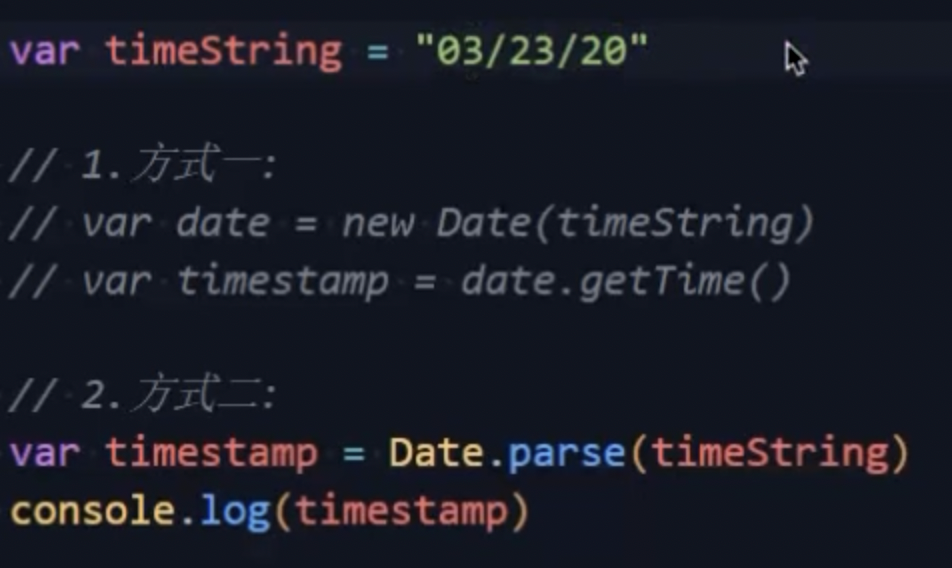 var timeString = "03/23/20"
// 1.方式一:
// var date = new Date(timeString)
// var timestamp = date.getTime()
// 2.方式二:
var timestamp = Date.parse(timeString)
console.log(timestamp)